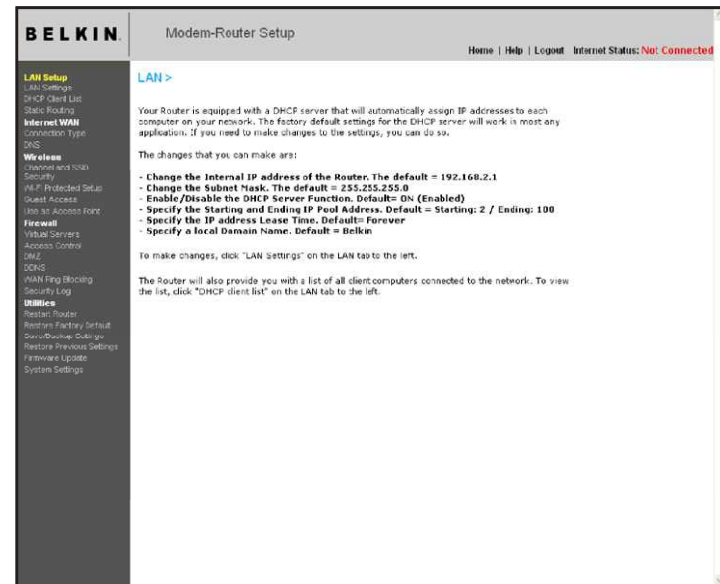 BELKIN.
Modem-Router Setup
Home | Help | Logout Internet Status: Not Connected
LAN Setup
LAN Settings
DHCP Client List
Static Routing
Internet WAN
Connection Type
DNS
Wireless
Channel and SSID
Security
Wi-Fi Protected Setup
Guest Access
Use as Access Point
Firewall
Virtual Servers
Access Control
DMZ
DDNS
WAN Ping Blocking
Security Log
Utilities
Restart Router
Restore Factory Default
Save/Backup Settings
Restore Previous Settings
Firmware Update
System Settings
LAN >
Your Router is equipped with a DHCP server that will automatically assign IP addresses to each
computer on your network. The factory default settings for the DHCP server will work is most any
application. If you need to make changes to the settings, you can do so.
The changes that you can make are:
- Change the Internal IP address of the Router. The default = 192.168.2.1
- Change the Subnet Mask. The default = 255.255.255.0
- Enable/Disable the DHCP Server Function. Default= ON (Enabled)
- Specify the Starting and Ending IP Pool Address. Default = Starting: 2 / Ending: 100
- Specify the IP address Lease Time. Default= Forever
- Specify a local Domain Name. Default = Belkin
To make changes, click "LAN Settings" on the LAN tab to the left.
The Router will also provide you with a list of all client computers connected to the network. To view
the list, click "DHCP client list" on the LAN tab to the left.